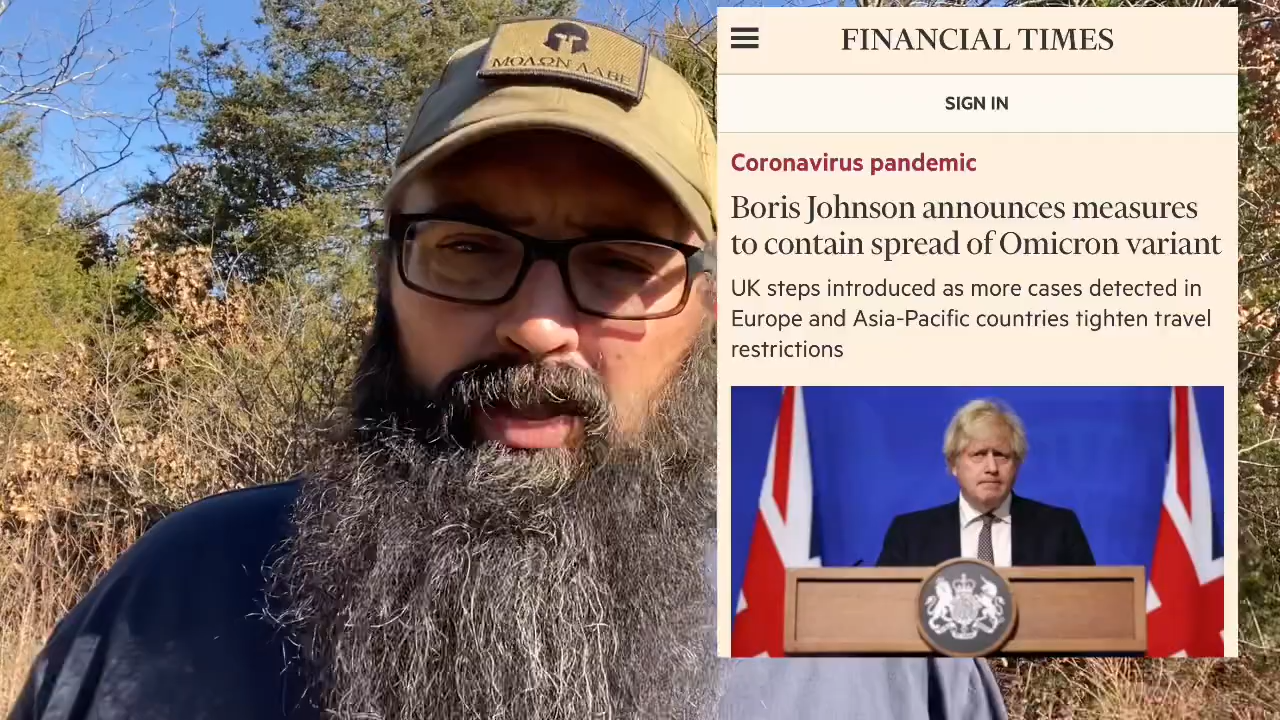 ΜΟΛΩΝ ΛΑΒΕ
FINANCIAL TIMES
SIGN IN
Coronavirus pandemic
Boris Johnson announces measures
to contain spread of Omicron variant
UK steps introduced as more cases detected in
Europe and Asia-Pacific countries tighten travel
restrictions